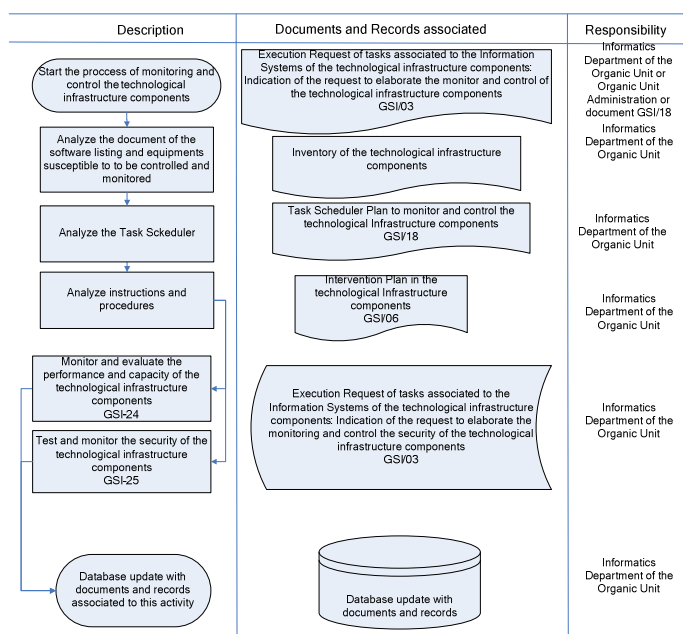 Description
Documents and Records associated
Responsibility
Start the proccess of monitoring and
control the technological
infrastructure components
Execution Request of tasks associated to the Information
Systems of the technological infrastructure components:
Indication of the request to elaborate the monitor and control of
the technological infrastructure components
GSI/03
Informatics
Department of the
Organic Unit or
Organic Unit
Administration or
document GSI/18
Analyze the document of the
software listing and equipments
susceptible to to be controlled and
monitored
Inventory of the technological infrastructure
components
Informatics
Department of the
Organic Unit
Analyze the Task Scheduler
Task Scheduler Plan to monitor and control the
technological Infrastructure components
GSI/18
Informatics
Department of the
Organic Unit
Analyze instructions and
procedures
Intervention Plan in the
technological Infrastructure
components
GSI/06
Informatics
Department of the
Organic Unit
Monitor and evaluate the
performance and capacity of the
technological infrastructure
components
GSI-24
Test and monitor the security of the
technological infrastructure
components
GSI-25
Execution Request of tasks associated to the
Information Systems of the technological infrastructure
components: Indication of the request to elaborate the
monitoring and control the security of the technological
infrastructure components
GSI/03
Informatics
Department of the
Organic Unit
Database update with
documents and records
associated to this activity
Database update with
documents and records
Informatics
Department of the
Organic Unit